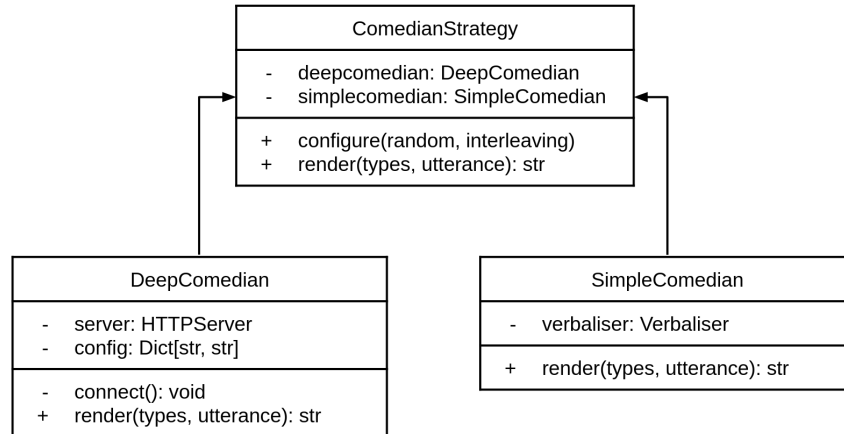 ComedianStrategy
- deepcomedian: DeepComedian
- simplecomedian: SimpleComedian
+ configure(random, interleaving)
+ render(types, utterance): str
DeepComedian
- server: HTTPServer
- config: Dict[str, str]
- connect(): void
+ render(types, utterance): str
SimpleComedian
- verbaliser: Verbaliser
+ render(types, utterance): str